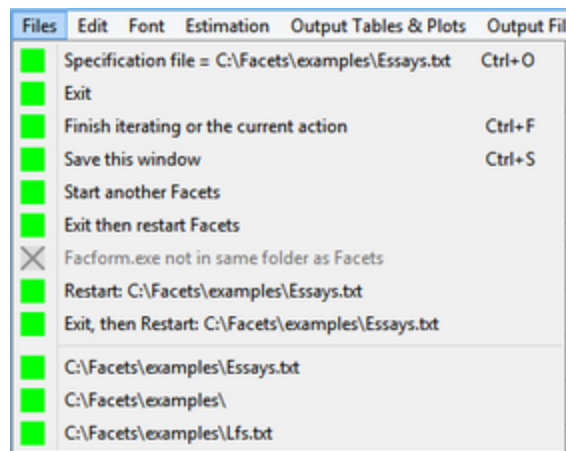 Files Edit Font Estimation Output Tables & Plots Output Fil
Specification file = C:\Facets\examples\Essays.txt Ctrl+O
Exit
Finish iterating or the current action Ctrl+F
Save this window Ctrl+S
Start another Facets
Exit then restart Facets
Facform.exe not in same folder as Facets
Restart: C:\Facets\examples\Essays.txt
Exit, then Restart: C:\Facets\examples\Essays.txt
C:\Facets\examples\Essays.txt
C:\Facets\examples\
C:\Facets\examples\Lfs.txt